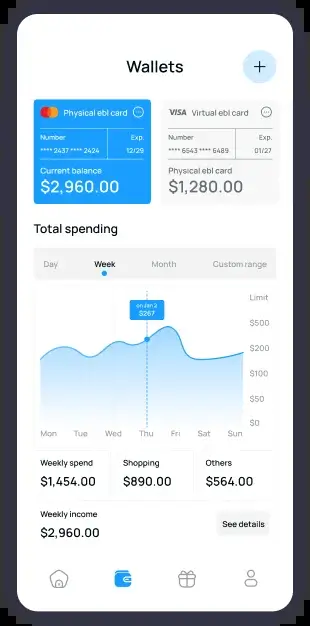 Wallets
Physical ebl card
Number Exp.
**** 2437 **** 2424 12/29
Current balance
$2,960.00
VISA Virtual ebl card
Number Exp.
**** 6543 **** 6489 01/27
Physical ebl card
$1,280.00
Total spending
Day Week Month Custom range
Limit
$500
$200
$100
$50
$0
on Jan 2
$267
Mon Tue Wed Thu Fri Sat Sun
Weekly spend Shopping Others
$1,454.00 $890.00 $564.00
Weekly income
$2,960.00
See details